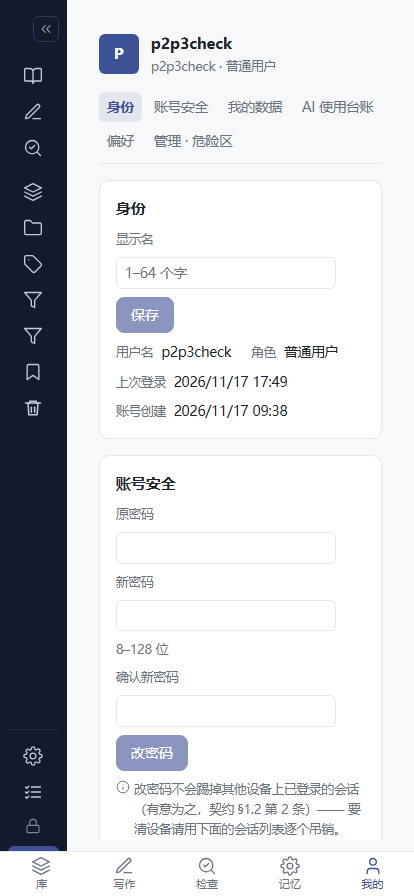 P
p2p3check
p2p3check · 普通用户
身份 账号安全 我的数据 AI 使用台账
偏好 管理 · 危险区
身份
显示名
1–64 个字
保存
用户名 p2p3check 角色 普通用户
上次登录 2026/11/17 17:49
账号创建 2026/11/17 09:38
账号安全
原密码
新密码
8–128 位
确认新密码
改密码
改密码不会踢掉其他设备上已登录的会话
（有意为之，契约 §1.2 第 2 条）—— 要
清设备请用下面的会话列表逐个吊销。
库 写作 检查 记忆 我的